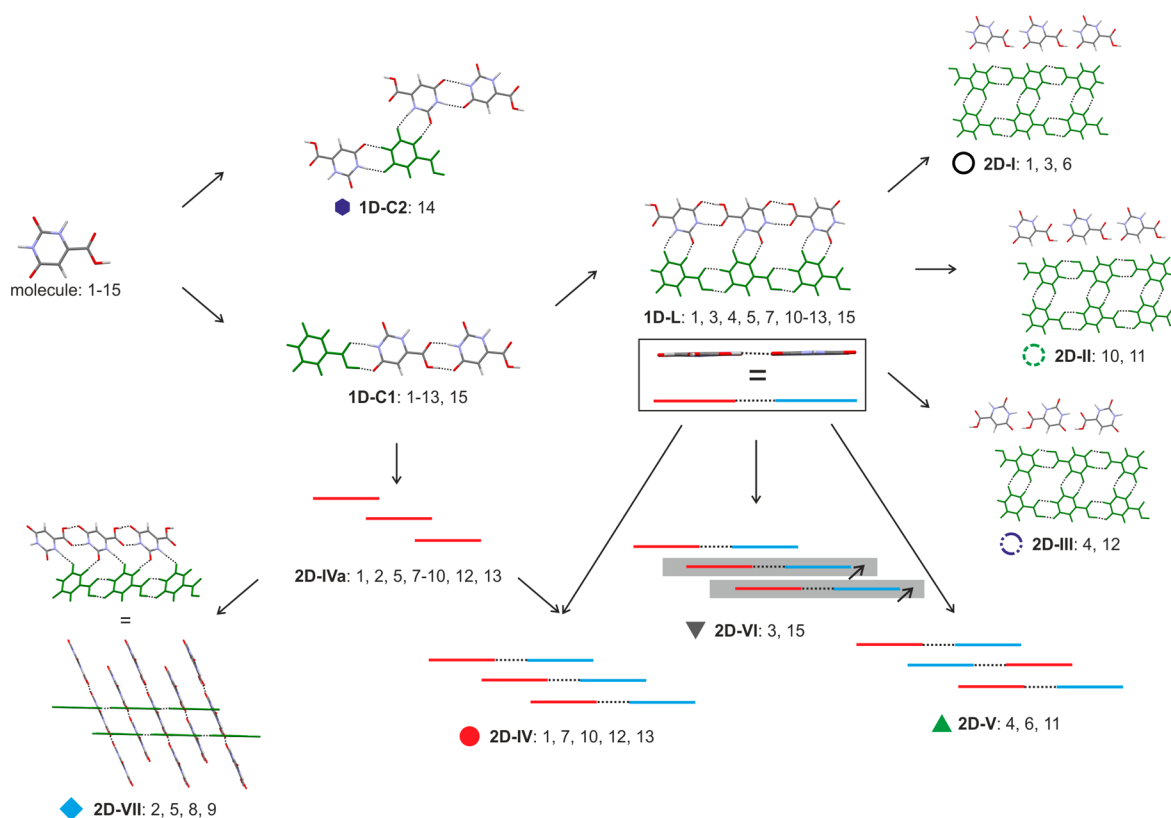 2D-I: 1, 3, 6
1D-C2: 14
molecule: 1-15
1D-L: 1, 3, 4, 5, 7, 10-13, 15
=
2D-II: 10, 11
1D-C1: 1-13, 15
2D-III: 4, 12
2D-IVa: 1, 2, 5, 7-10, 12, 13
=
2D-VI: 3, 15
2D-V: 4, 6, 11
2D-IV: 1, 7, 10, 12, 13
2D-VII: 2, 5, 8, 9